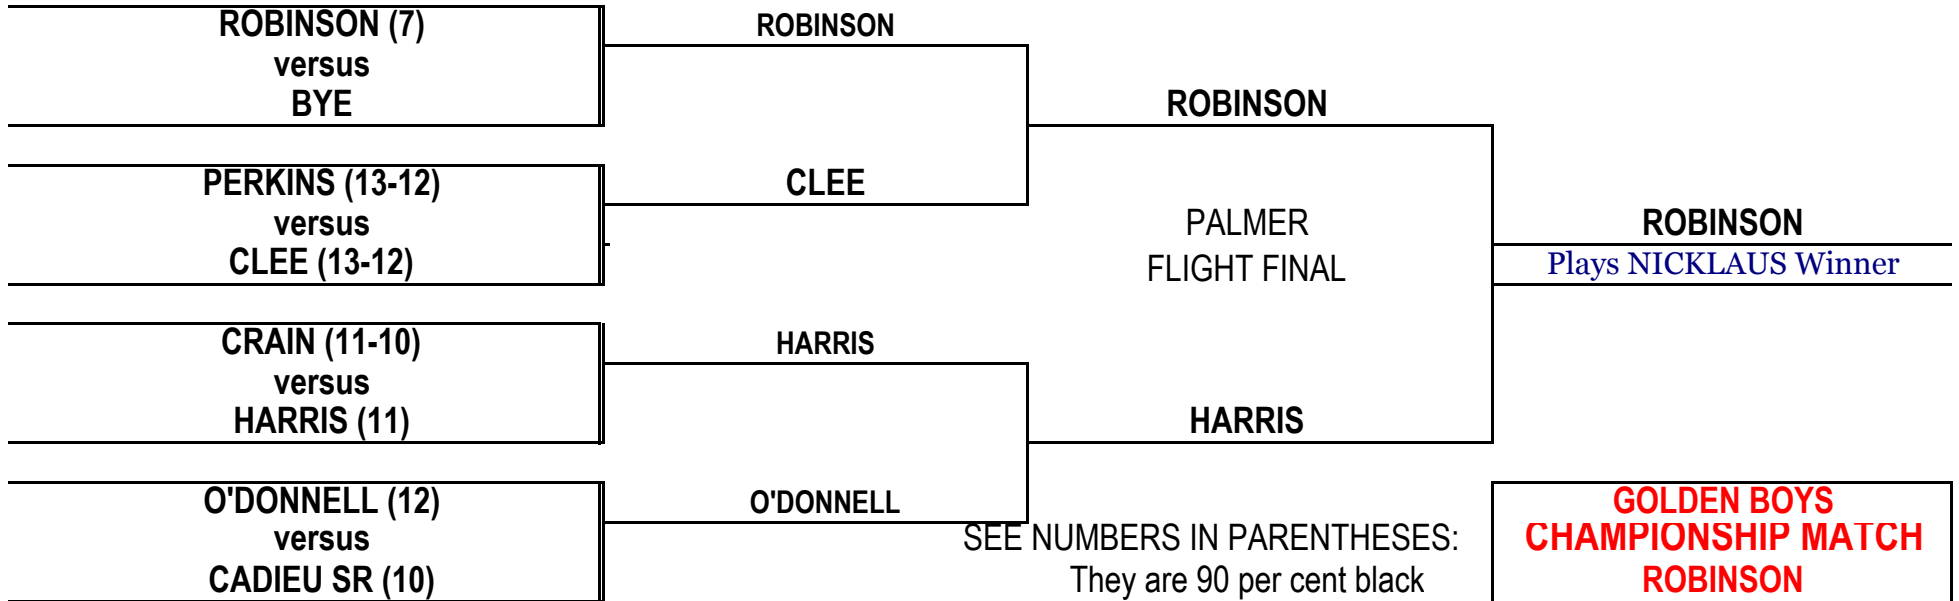 ROBINSON (7)
versus
BYE
PERKINS (13-12)
versus
CLEE (13-12)
CRAIN (11-10)
versus
HARRIS (11)
O'DONNELL (12)
versus
CADIEU SR (10)
ROBINSON
CLEE
HARRIS
O'DONNELL
ROBINSON
PALMER
FLIGHT FINAL
HARRIS
SEE NUMBERS IN PARENTHESES:
They are 90 per cent black
ROBINSON
Plays NICKLAUS Winner
GOLDEN BOYS
CHAMPIONSHIP MATCH
ROBINSON